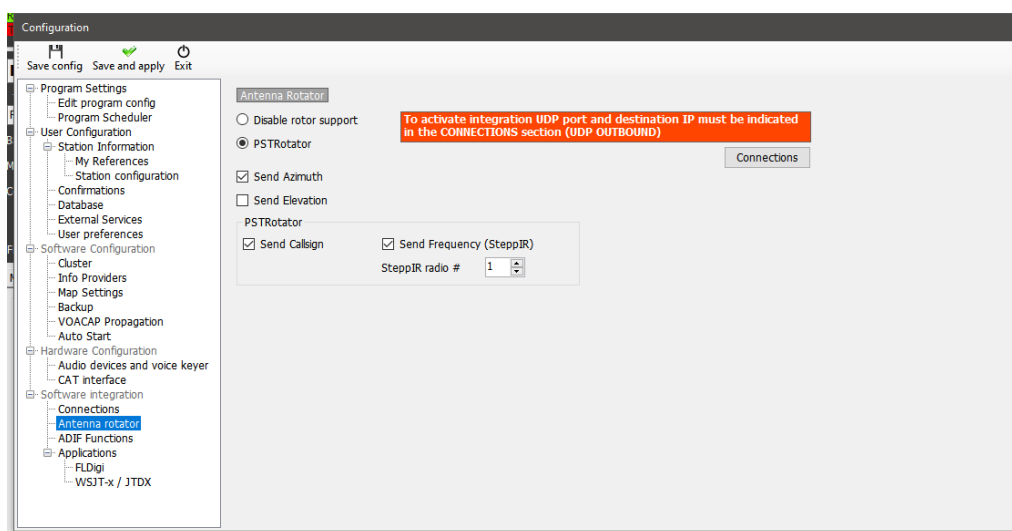 Configuration
Save config Save and apply Exit
Program Settings
Edit program config
Program Scheduler
User Configuration
Station Information
My References
Station configuration
Confirmations
Database
External Services
User preferences
Software Configuration
Cluster
Info Providers
Map Settings
Backup
VOACAP Propagation
Auto Start
Hardware Configuration
Audio devices and voice keyer
CAT interface
Software integration
Connections
Antenna rotator
ADIF Functions
Applications
FLDigi
WSJT-x / JTDX
Antenna Rotator
Disable rotor support
PSTRotator
To activate integration UDP port and destination IP must be indicated
in the CONNECTIONS section (UDP OUTBOUND)
Connections
Send Azimuth
Send Elevation
PSTRotator
Send Callsign
Send Frequency (SteppIR)
SteppIR radio # 1